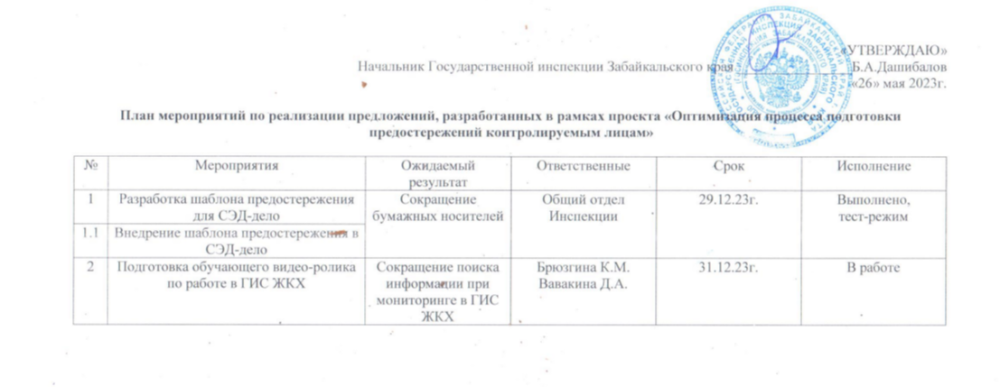 «УТВЕРЖДАЮ»
Начальник Государственной инспекции Забайкальского края Б.А.Дашибалов
«26» мая 2023г.
План мероприятий по реализации предложений, разработанных в рамках проекта «Оптимизация процесса подготовки
предостережений контролируемым лицам»
№ Мероприятия Ожидаемый результат Ответственные Срок Исполнение
1 Разработка шаблона предостережения для СЭД-дело Сокращение бумажных носителей Общий отдел Инспекции 29.12.23г. Выполнено, тест-режим
1.1 Внедрение шаблона предостережения в СЭД-дело
2 Подготовка обучающего видео-ролика по работе в ГИС ЖКХ Сокращение поиска информации при мониторинге в ГИС ЖКХ Брюзгина К.М. Вавакина Д.А. 31.12.23г. В работе